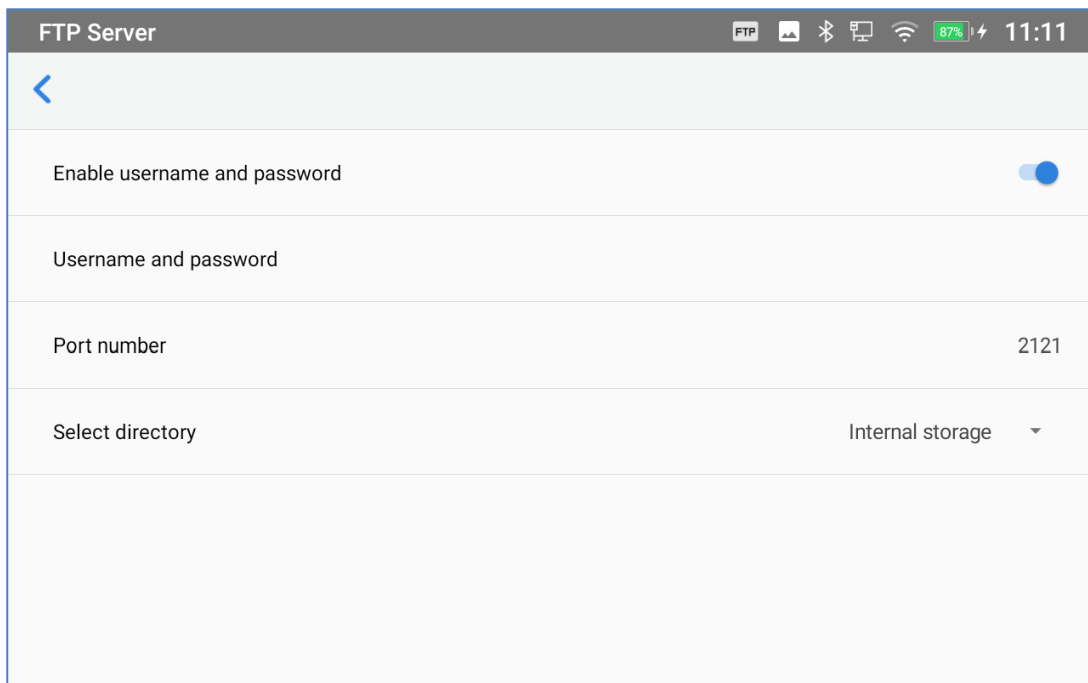 FTP Server FTP 87% 11:11
Enable username and password
Username and password
Port number 2121
Select directory Internal storage